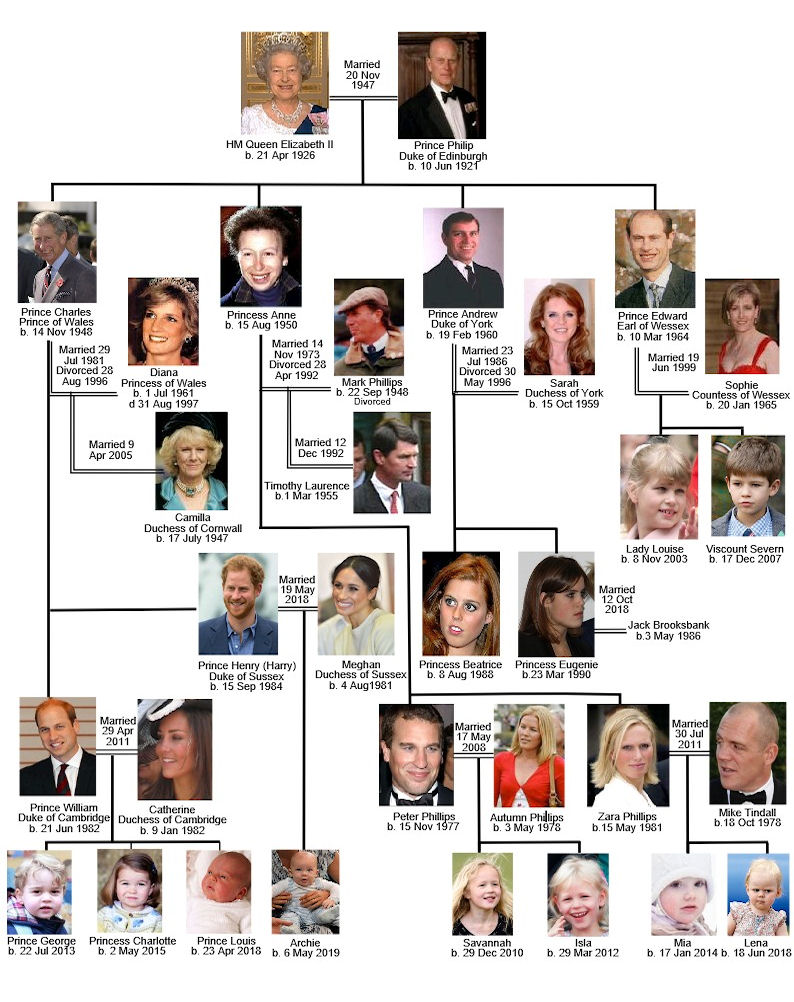 Married
20 Nov
1947
HM Queen Elizabeth II
b. 21 Apr 1926
Prince Philip
Duke of Edinburgh
b. 10 Jun 1921
Prince Charles
Prince of Wales
b. 14 Nov 1948
Married 29
Jul 1981
Divorced 28
Aug 1996
Diana
Princess of Wales
b. 1 Jul 1961
d 31 Aug 1997
Married 9
Apr 2005
Camilla
Duchess of Cornwall
b. 17 July 1947
Princess Anne
b. 15 Aug 1950
Married 14
Nov 1973
Divorced 28
Apr 1992
Mark Phillips
b. 22 Sep 1948
Divorced
Married 12
Dec 1992
Timothy Laurence
b.1 Mar 1955
Prince Andrew
Duke of York
b. 19 Feb 1960
Married 23
Jul 1986
Divorced 30
May 1996
Sarah
Duchess of York
b. 15 Oct 1959
Prince Edward
Earl of Wessex
b. 10 Mar 1964
Married 19
Jun 1999
Sophie
Countess of Wessex
b. 20 Jan 1965
Lady Louise
b. 8 Nov 2003
Viscount Severn
b. 17 Dec 2007
Prince Henry (Harry)
Duke of Sussex
b. 15 Sep 1984
Married
19 May
2018
Meghan
Duchess of Sussex
b. 4 Aug1981
Princess Beatrice
b. 8 Aug 1988
Princess Eugenie
b.23 Mar 1990
Married
12 Oct
2018
Jack Brooksbank
b.3 May 1986
Prince William
Duke of Cambridge
b. 21 Jun 1982
Married
29 Apr
2011
Catherine
Duchess of Cambridge
b. 9 Jan 1982
Peter Phillips
b. 15 Nov 1977
Married
17 May
2008
Autumn Phillips
b. 3 May 1978
Zara Phillips
b.15 May 1981
Married
30 Jul
2011
Mike Tindall
b.18 Oct 1978
Prince George
b. 22 Jul 2013
Princess Charlotte
b. 2 May 2015
Prince Louis
b. 23 Apr 2018
Archie
b. 6 May 2019
Savannah
b. 29 Dec 2010
Isla
b. 29 Mar 2012
Mia
b. 17 Jan 2014
Lena
b. 18 Jun 2018